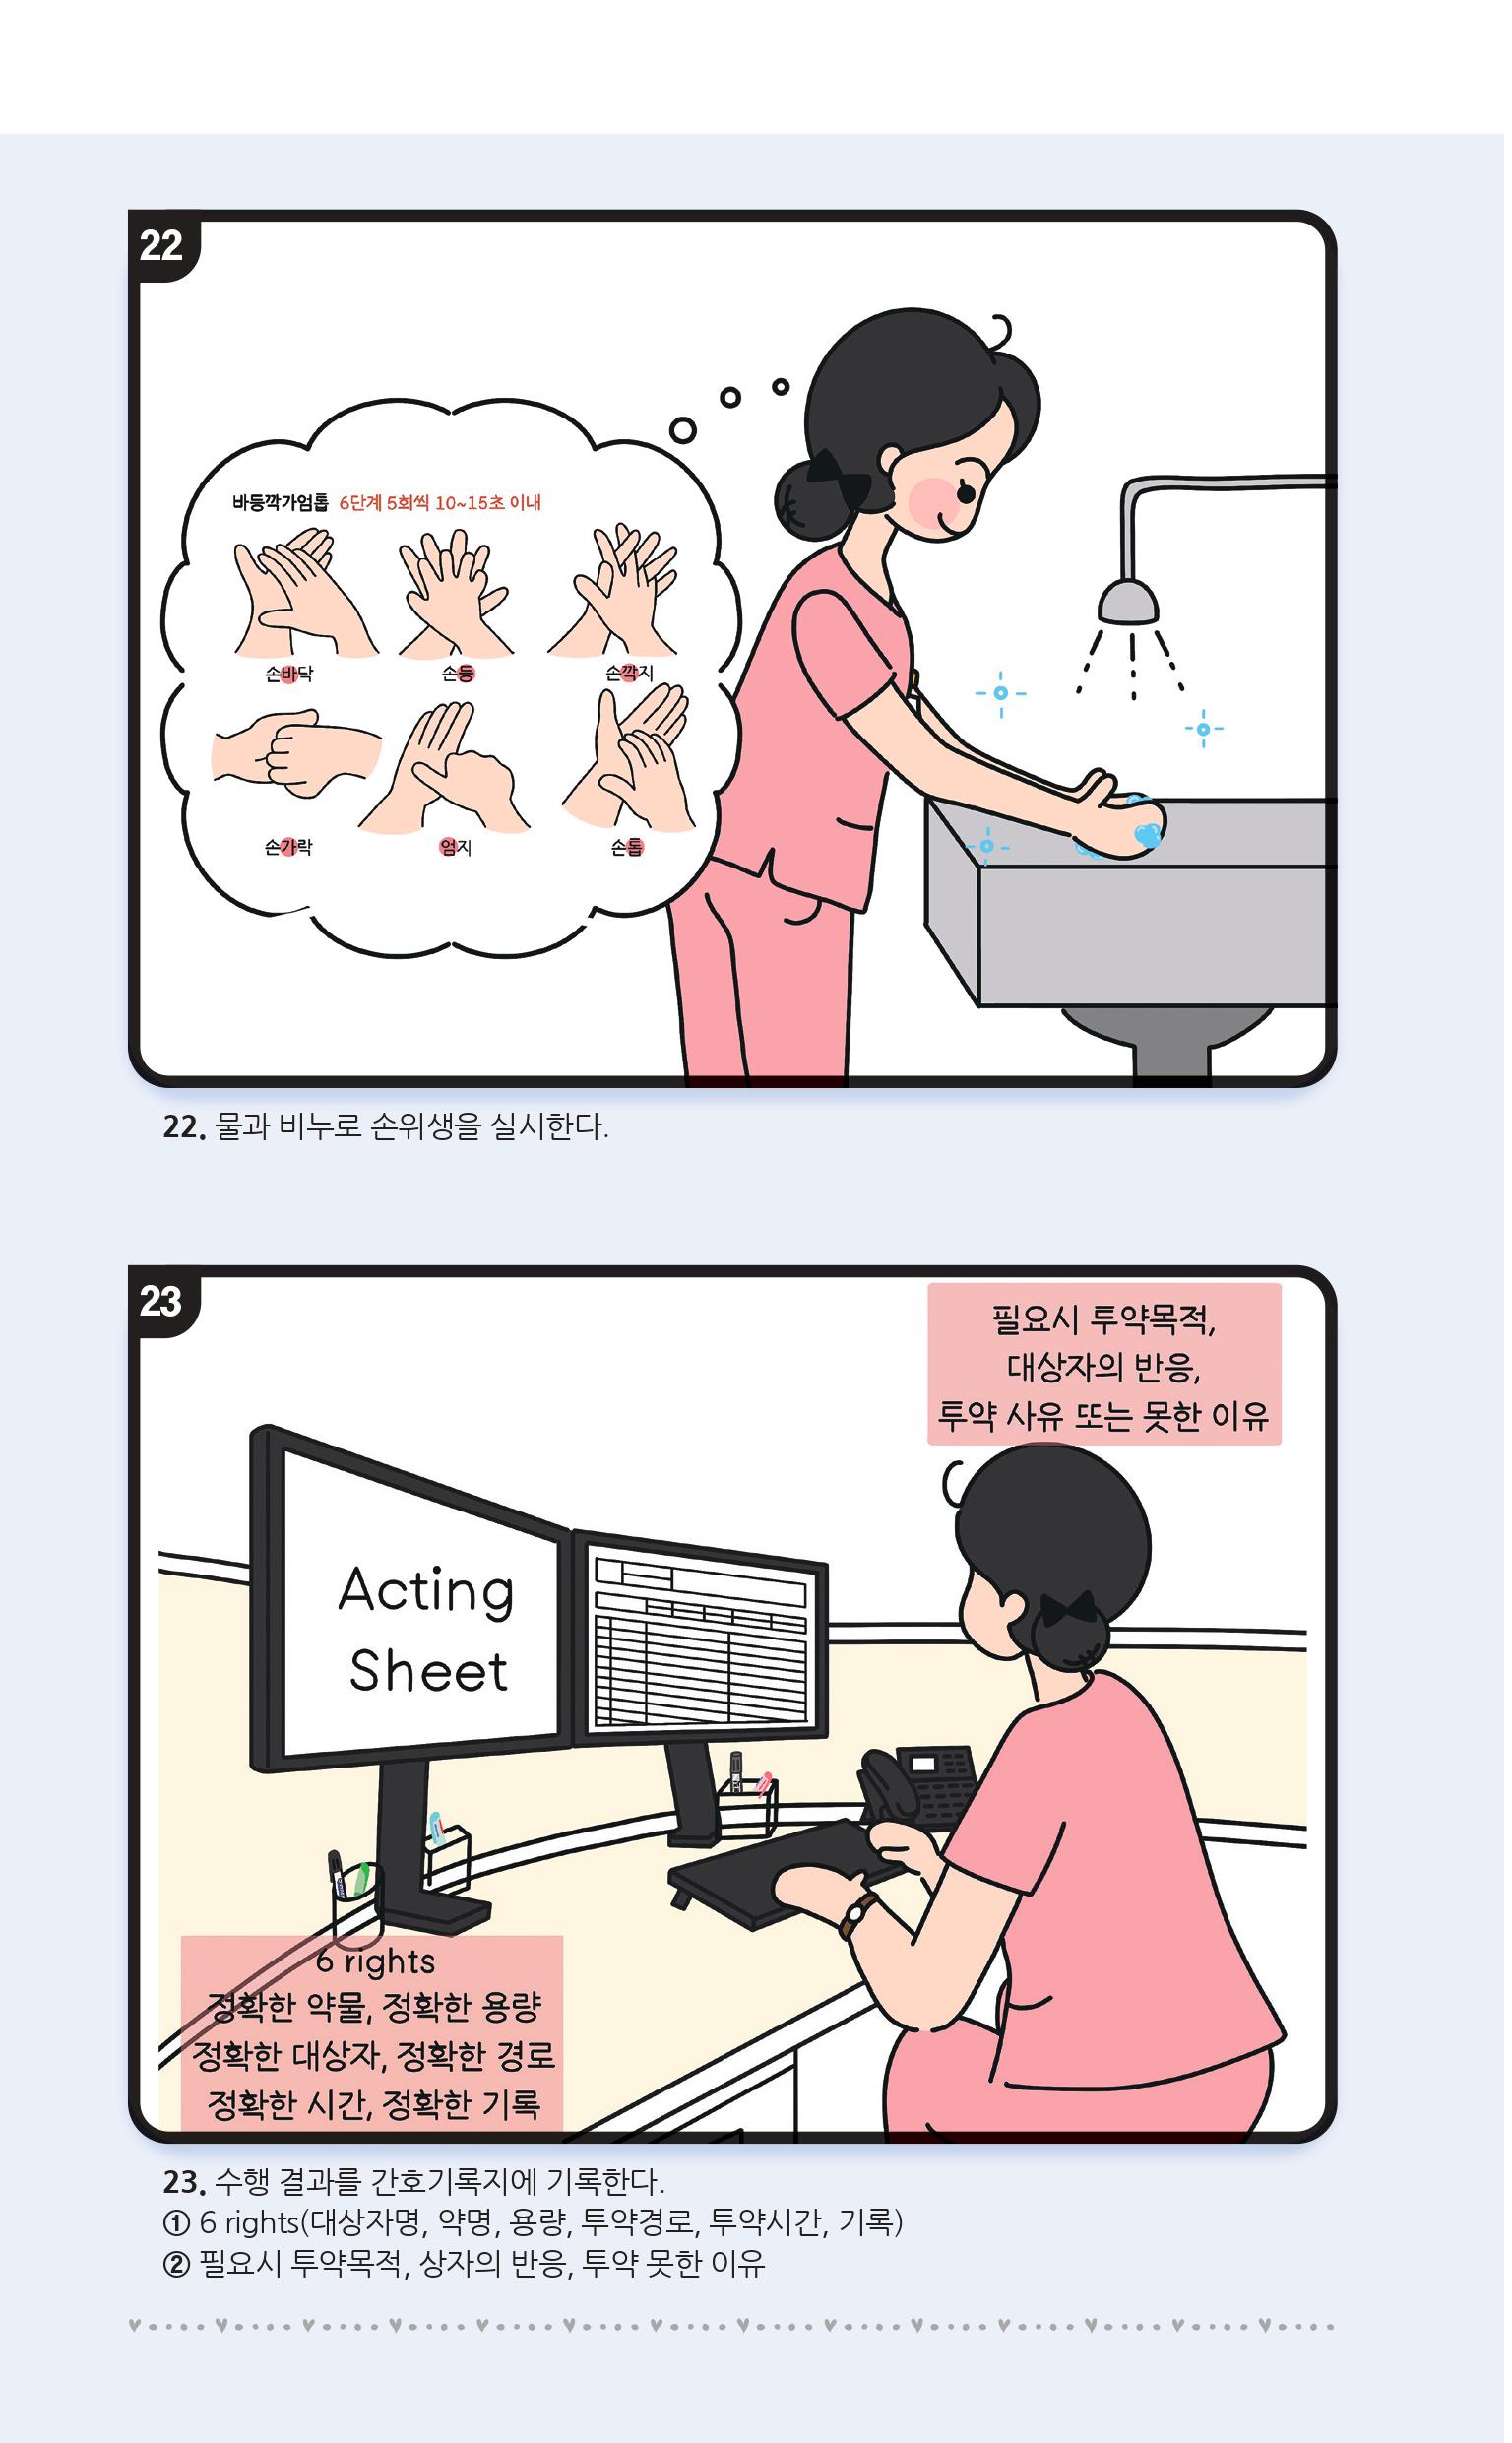 22
바등깍가엄톱 6단계 5회씩 10~15초 이내
손바닥 손등 손깍지
손가락 엄지 손톱
22. 물과 비누로 손위생을 실시한다.
23
필요시 투약목적,
대상자의 반응,
투약 사유 또는 못한 이유
Acting
Sheet
6 rights
정확한 약물, 정확한 용량
정확한 대상자, 정확한 경로
정확한 시간, 정확한 기록
23. 수행 결과를 간호기록지에 기록한다.
① 6 rights(대상자명, 약명, 용량, 투약경로, 투약시간, 기록)
② 필요시 투약목적, 상자의 반응, 투약 못한 이유